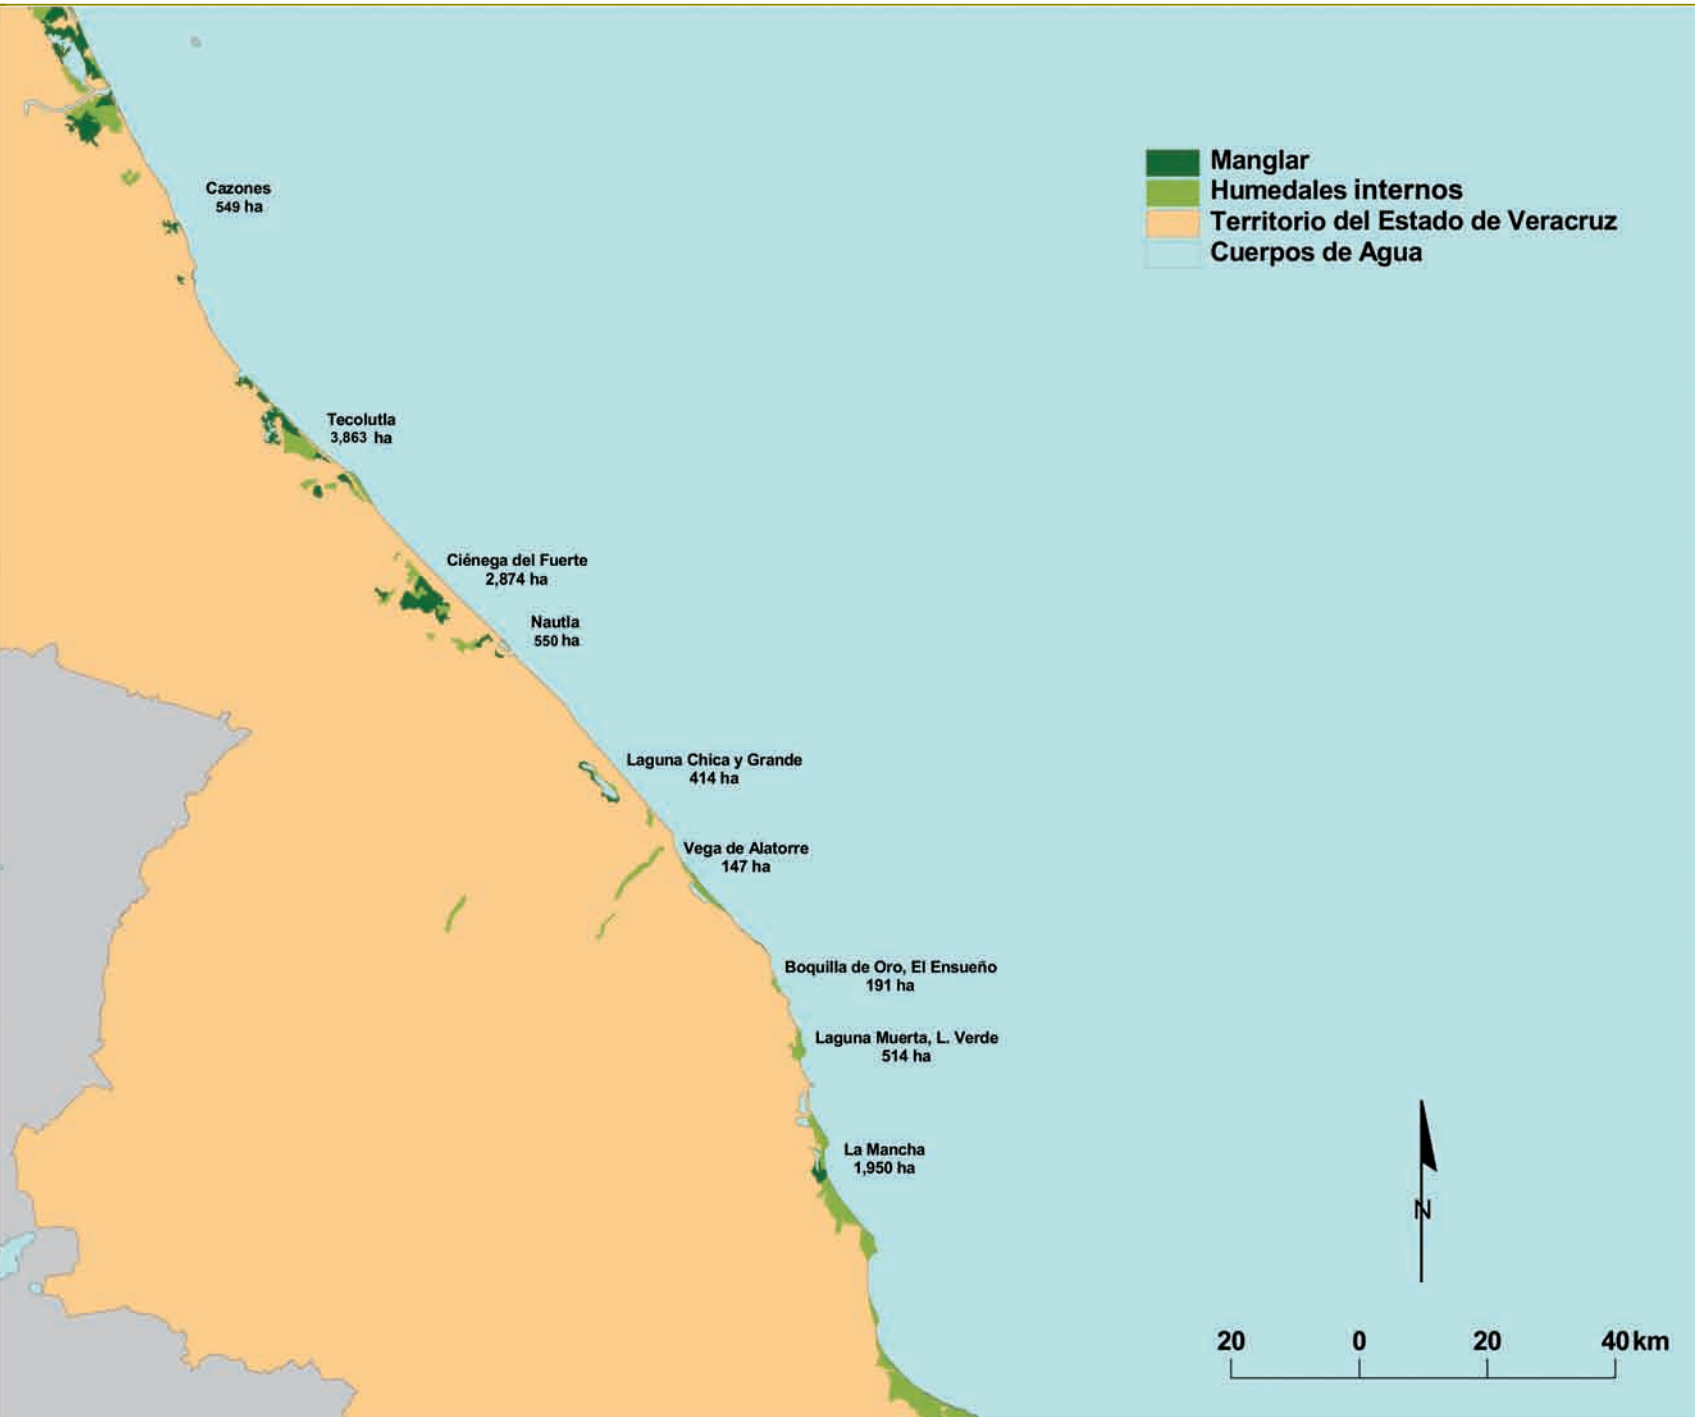 Manglar
Humedales internos
Territorio del Estado de Veracruz
Cuerpos de Agua
Cazones
549 ha
Tecolutla
3,863 ha
Ciénega del Fuerte
2,874 ha
Nautla
550 ha
Laguna Chica y Grande
414 ha
Vega de Alatorre
147 ha
Boquilla de Oro, El Ensueño
191 ha
Laguna Muerta, L. Verde
514 ha
La Mancha
1,950 ha
N
20 0 20 40 km